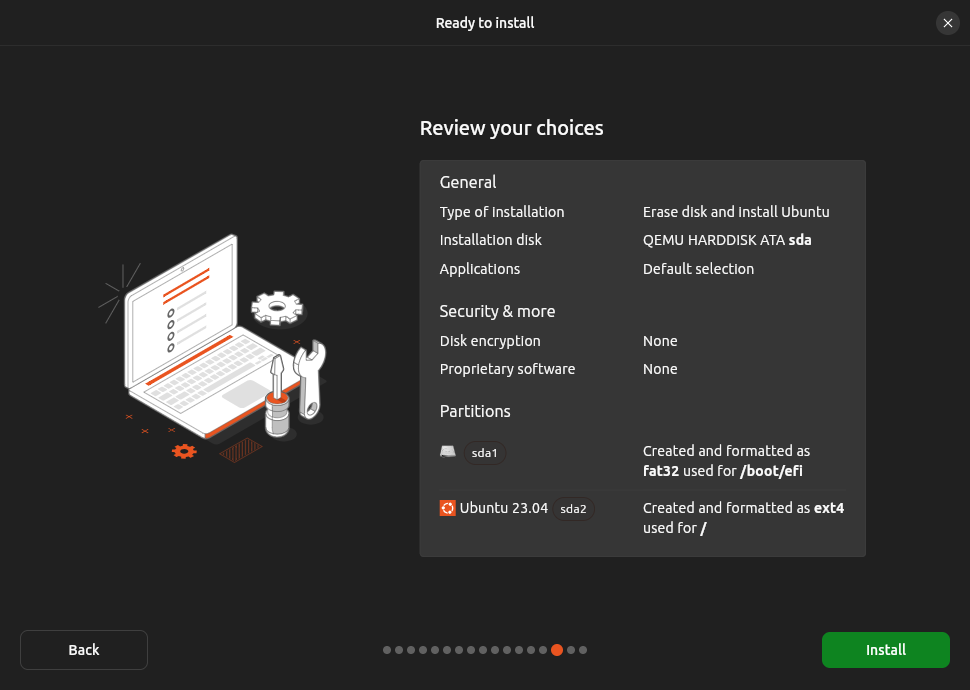 Ready to install
Review your choices
General
Type of installation Erase disk and install Ubuntu
Installation disk QEMU HARDDISK ATA sda
Applications Default selection
Security & more
Disk encryption None
Proprietary software None
Partitions
sda1 Created and formatted as
fat32 used for /boot/efi
Ubuntu 23.04 sda2 Created and formatted as ext4
used for /
Back Install